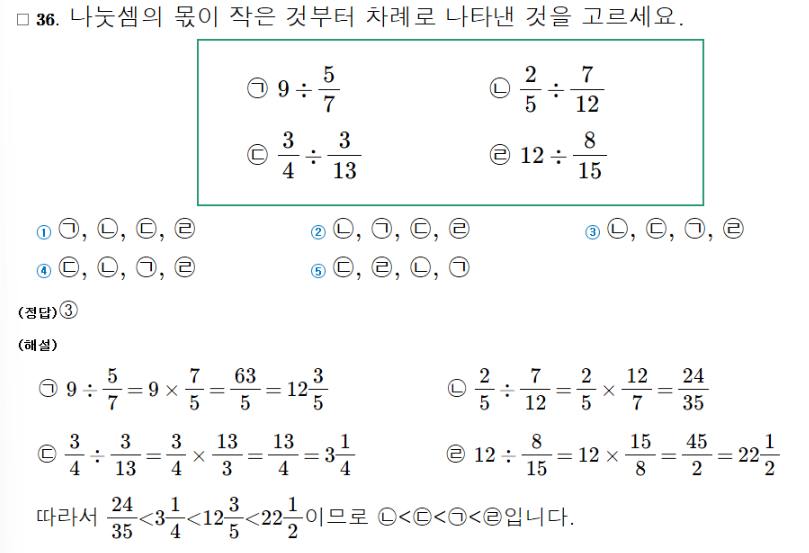 □ 36. 나눗셈의 몫이 작은 것부터 차례로 나타낸 것을 고르세요.
㉠ 9 ÷ 5/7 ㉡ 2/5 ÷ 7/12
㉢ 3/4 ÷ 3/13 ㉣ 12 ÷ 8/15
① ㉠, ㉡, ㉢, ㉣ ② ㉡, ㉠, ㉢, ㉣ ③ ㉡, ㉢, ㉠, ㉣
④ ㉢, ㉡, ㉠, ㉣ ⑤ ㉢, ㉣, ㉡, ㉠
(정답)③
(해설)
㉠ 9 ÷ 5/7 = 9 × 7/5 = 63/5 = 12 3/5 ㉡ 2/5 ÷ 7/12 = 2/5 × 12/7 = 24/35
㉢ 3/4 ÷ 3/13 = 3/4 × 13/3 = 13/4 = 3 1/4 ㉣ 12 ÷ 8/15 = 12 × 15/8 = 45/2 = 22 1/2
따라서 24/35<3 1/4<12 3/5<22 1/2이므로 ㉡<㉢<㉠<㉣입니다.